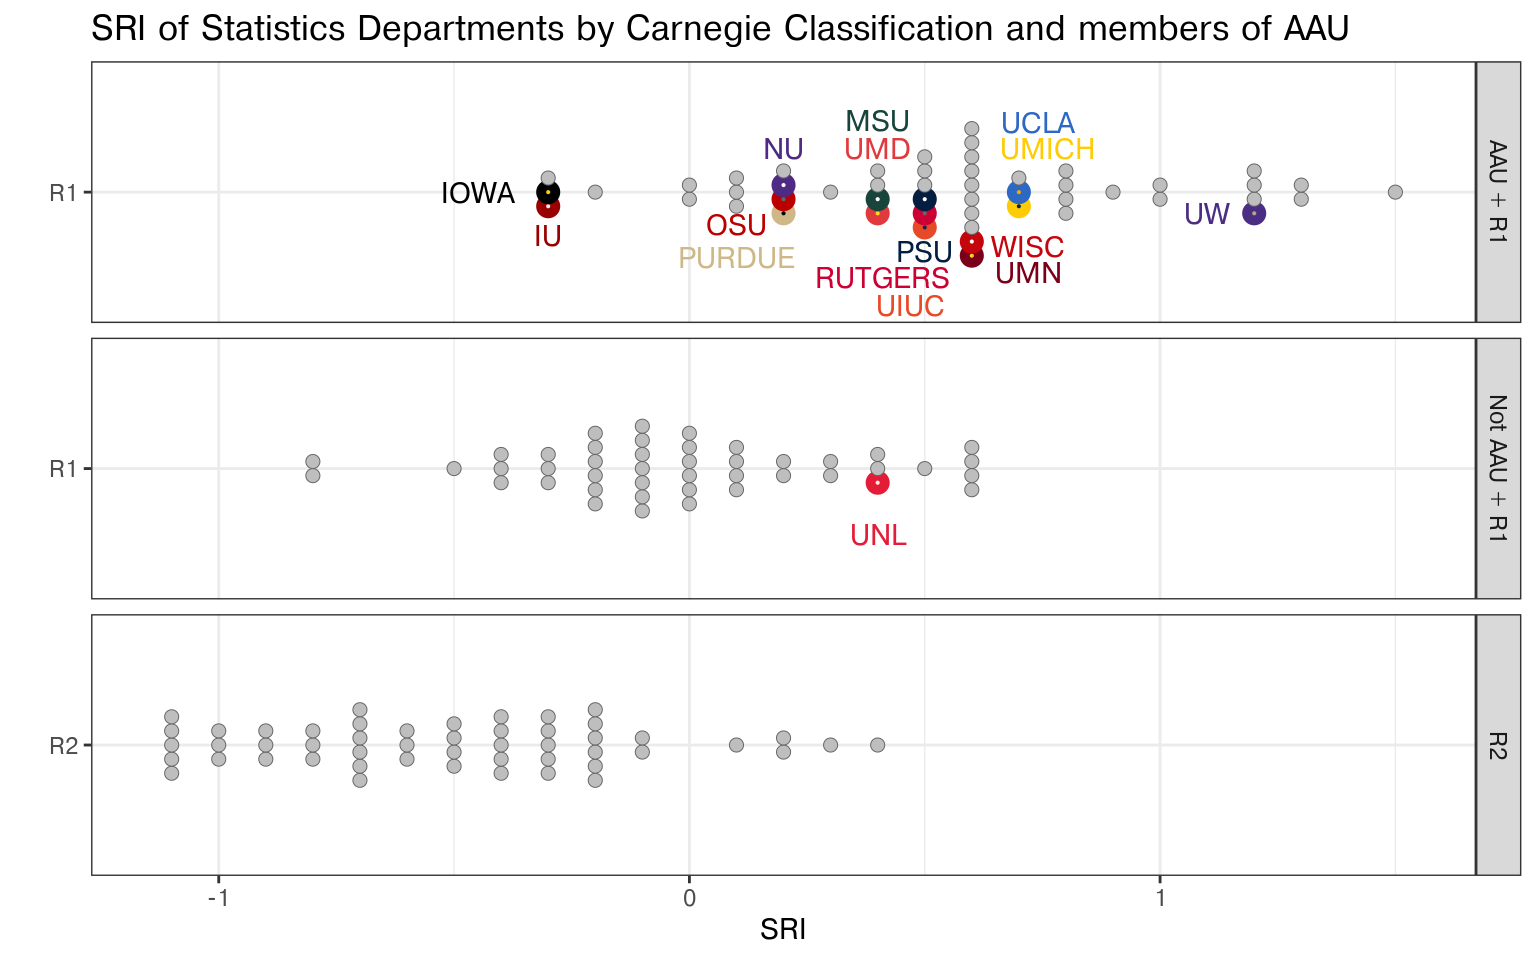 SRI of Statistics Departments by Carnegie Classification and members of AAU
MSU
UCLA
NU
UMD
UMICH
R1
IOWA
UW
OSU
IU
PSU
WISC
PURDUE
UMN
RUTGERS
UIUC
AAU + R1
R1
UNL
Not AAU + R1
R2
R2
-1
0
1
SRI